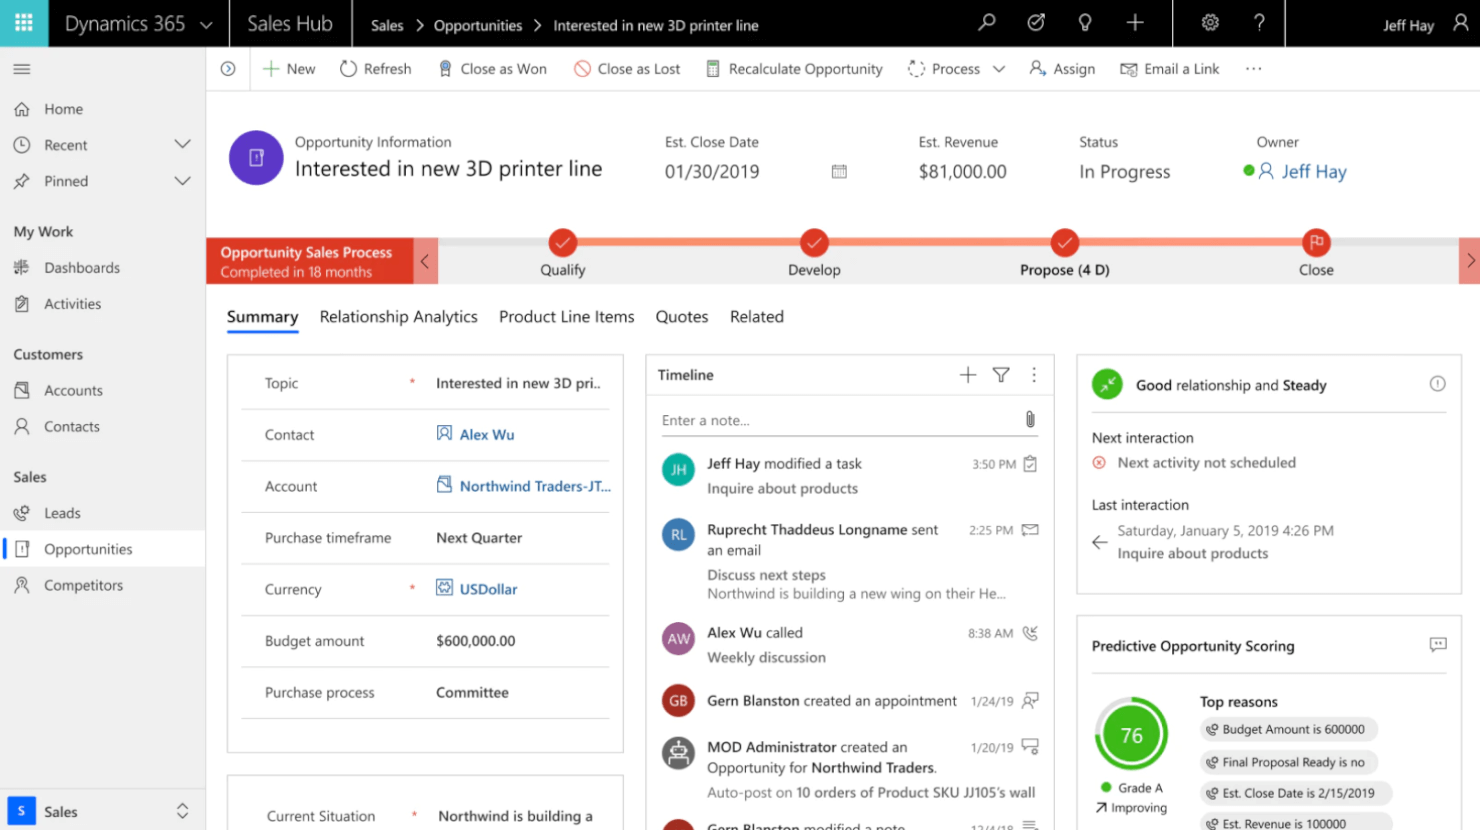 Dynamics 365
Sales Hub
Sales > Opportunities > Interested in new 3D printer line
Jeff Hay
New
Refresh
Close as Won
Close as Lost
Recalculate Opportunity
Process
Assign
Email a Link
Home
Recent
Pinned
My Work
Dashboards
Activities
Customers
Accounts
Contacts
Sales
Leads
Opportunities
Competitors
S Sales
Opportunity Information
Interested in new 3D printer line
Est. Close Date
01/30/2019
Est. Revenue
$81,000.00
Status
In Progress
Owner
Jeff Hay
Opportunity Sales Process
Completed in 18 months
Qualify
Develop
Propose (4 D)
Close
Summary
Relationship Analytics
Product Line Items
Quotes
Related
Topic * Interested in new 3D pri..
Contact Alex Wu
Account Northwind Traders-JT...
Purchase timeframe Next Quarter
Currency * USDollar
Budget amount $600,000.00
Purchase process Committee
Current Situation * Northwind is building a
Timeline
Enter a note...
JH Jeff Hay modified a task 3:50 PM
Inquire about products
RL Ruprecht Thaddeus Longname sent 2:25 PM
an email
Discuss next steps
Northwind is building a new wing on their He...
AW Alex Wu called 8:38 AM
Weekly discussion
GB Gern Blanston created an appointment 1/24/19
MOD Administrator created an 1/20/19
Opportunity for Northwind Traders.
Auto-post on 10 orders of Product SKU JJ105's wall
Gern Blanston modified a note 12/4/18
Good relationship and Steady
Next interaction
Next activity not scheduled
Last interaction
Saturday, January 5, 2019 4:26 PM
Inquire about products
Predictive Opportunity Scoring
76
Grade A
Improving
Top reasons
Budget Amount is 600000
Final Proposal Ready is no
Est. Close Date is 2/15/2019
Est. Revenue is 100000